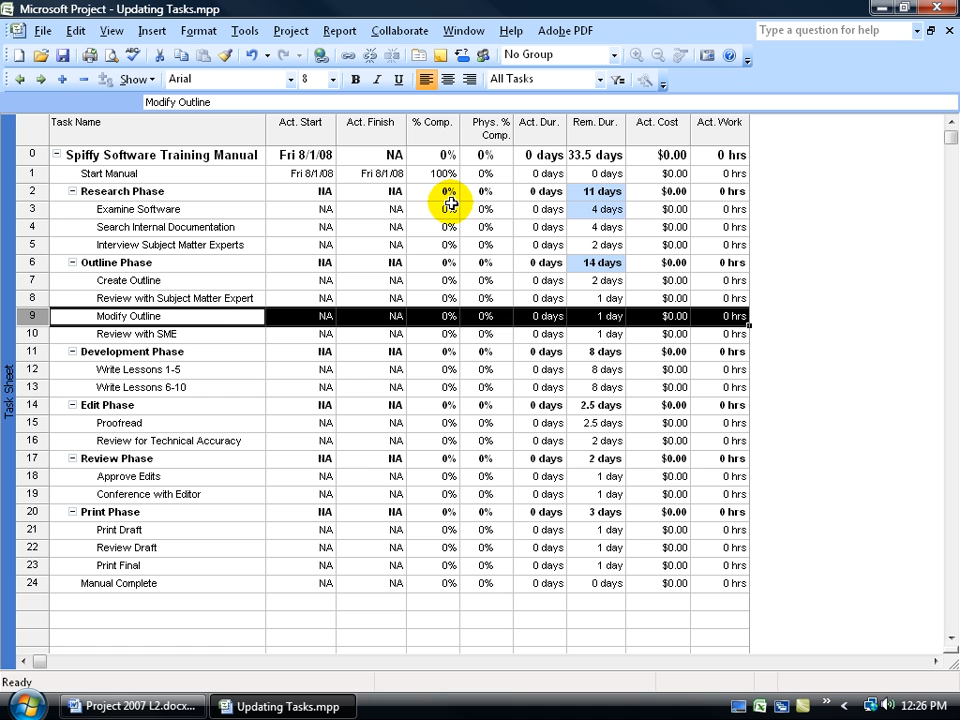 Microsoft Project - Updating Tasks.mpp
File Edit View Insert Format Tools Project Report Collaborate Window Help Adobe PDF Type a question for help
No Group
Show Arial 8 B I U All Tasks
Modify Outline
Task Name Act. Start Act. Finish % Comp. Phys. % Comp. Act. Dur. Rem. Dur. Act. Cost Act. Work
0 Spiffy Software Training Manual Fri 8/1/08 NA 0% 0% 0 days 33.5 days $0.00 0 hrs
1 Start Manual Fri 8/1/08 Fri 8/1/08 100% 0% 0 days 0 days $0.00 0 hrs
2 Research Phase NA NA 0% 0% 0 days 11 days $0.00 0 hrs
3 Examine Software NA NA 0% 0% 0 days 4 days $0.00 0 hrs
4 Search Internal Documentation NA NA 0% 0% 0 days 4 days $0.00 0 hrs
5 Interview Subject Matter Experts NA NA 0% 0% 0 days 2 days $0.00 0 hrs
6 Outline Phase NA NA 0% 0% 0 days 14 days $0.00 0 hrs
7 Create Outline NA NA 0% 0% 0 days 2 days $0.00 0 hrs
8 Review with Subject Matter Expert NA NA 0% 0% 0 days 1 day $0.00 0 hrs
9 Modify Outline NA NA 0% 0% 0 days 1 day $0.00 0 hrs
10 Review with SME NA NA 0% 0% 0 days 1 day $0.00 0 hrs
11 Development Phase NA NA 0% 0% 0 days 8 days $0.00 0 hrs
12 Write Lessons 1-5 NA NA 0% 0% 0 days 8 days $0.00 0 hrs
13 Write Lessons 6-10 NA NA 0% 0% 0 days 8 days $0.00 0 hrs
14 Edit Phase NA NA 0% 0% 0 days 2.5 days $0.00 0 hrs
15 Proofread NA NA 0% 0% 0 days 2.5 days $0.00 0 hrs
16 Review for Technical Accuracy NA NA 0% 0% 0 days 2 days $0.00 0 hrs
17 Review Phase NA NA 0% 0% 0 days 2 days $0.00 0 hrs
18 Approve Edits NA NA 0% 0% 0 days 1 day $0.00 0 hrs
19 Conference with Editor NA NA 0% 0% 0 days 1 day $0.00 0 hrs
20 Print Phase NA NA 0% 0% 0 days 3 days $0.00 0 hrs
21 Print Draft NA NA 0% 0% 0 days 1 day $0.00 0 hrs
22 Review Draft NA NA 0% 0% 0 days 1 day $0.00 0 hrs
23 Print Final NA NA 0% 0% 0 days 1 day $0.00 0 hrs
24 Manual Complete NA NA 0% 0% 0 days 0 days $0.00 0 hrs
Task Sheet
Ready
Project 2007 L2.docx... Updating Tasks.mpp 12:26 PM